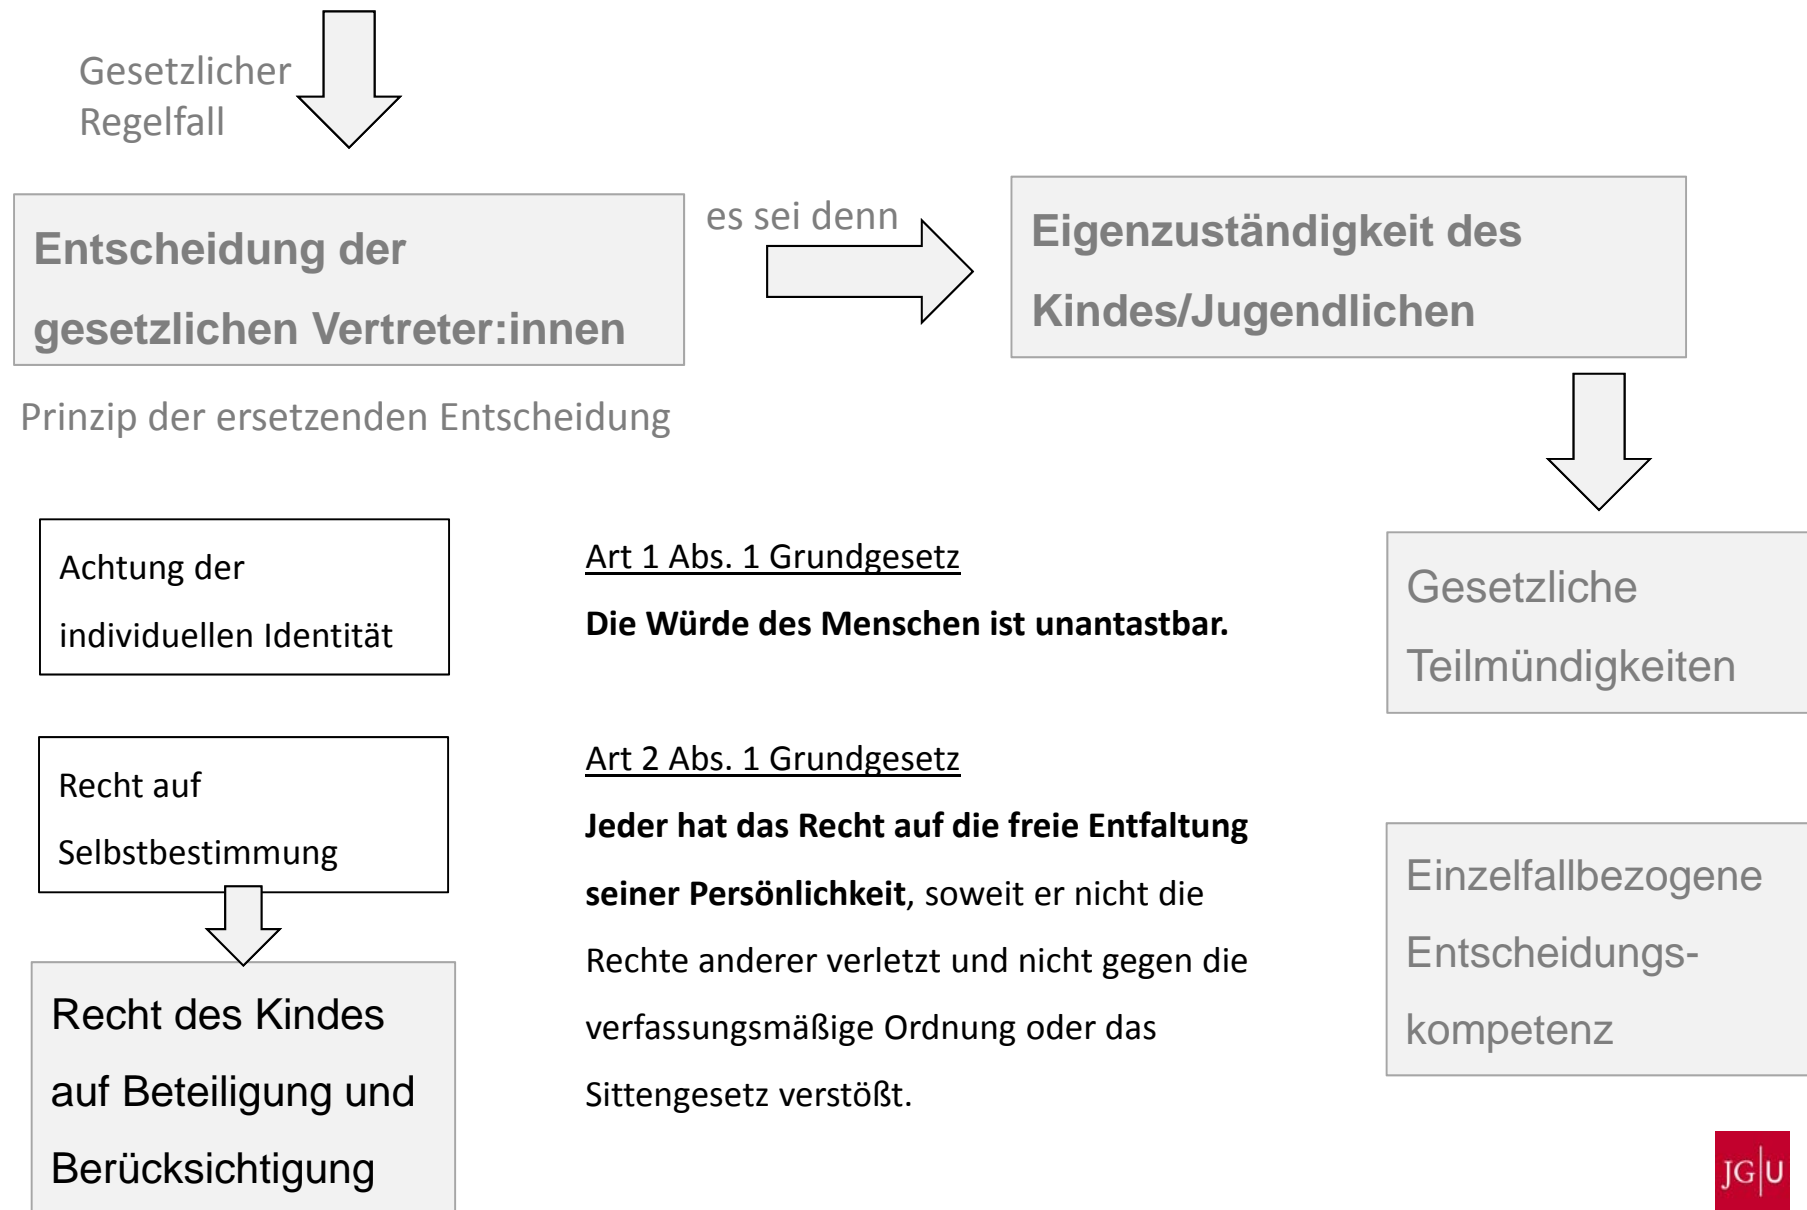 Gesetzlicher
Regelfall
Entscheidung der
gesetzlichen Vertreter:innen
es sei denn
Eigenzuständigkeit des
Kindes/Jugendlichen
Prinzip der ersetzenden Entscheidung
Achtung der
individuellen Identität
Art 1 Abs. 1 Grundgesetz
Die Würde des Menschen ist unantastbar.
Gesetzliche
Teilmündigkeiten
Recht auf
Selbstbestimmung
Art 2 Abs. 1 Grundgesetz
Jeder hat das Recht auf die freie Entfaltung
seiner Persönlichkeit, soweit er nicht die
Rechte anderer verletzt und nicht gegen die
verfassungsmäßige Ordnung oder das
Sittengesetz verstößt.
Einzelfallbezogene
Entscheidungs-
kompetenz
Recht des Kindes
auf Beteiligung und
Berücksichtigung
JG|U